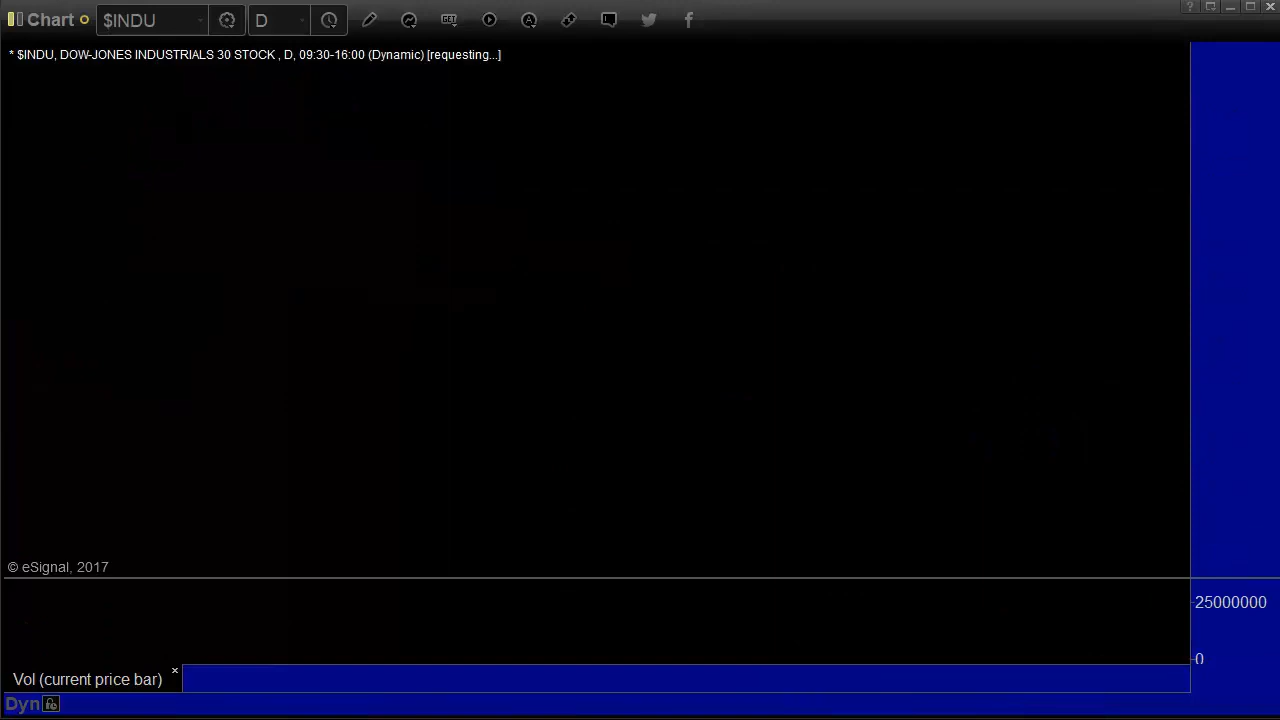 Chart $INDU D GET A
* $INDU, DOW-JONES INDUSTRIALS 30 STOCK , D, 09:30-16:00 (Dynamic) [requesting...]
© eSignal, 2017
25000000
0
Vol (current price bar)
Dyn